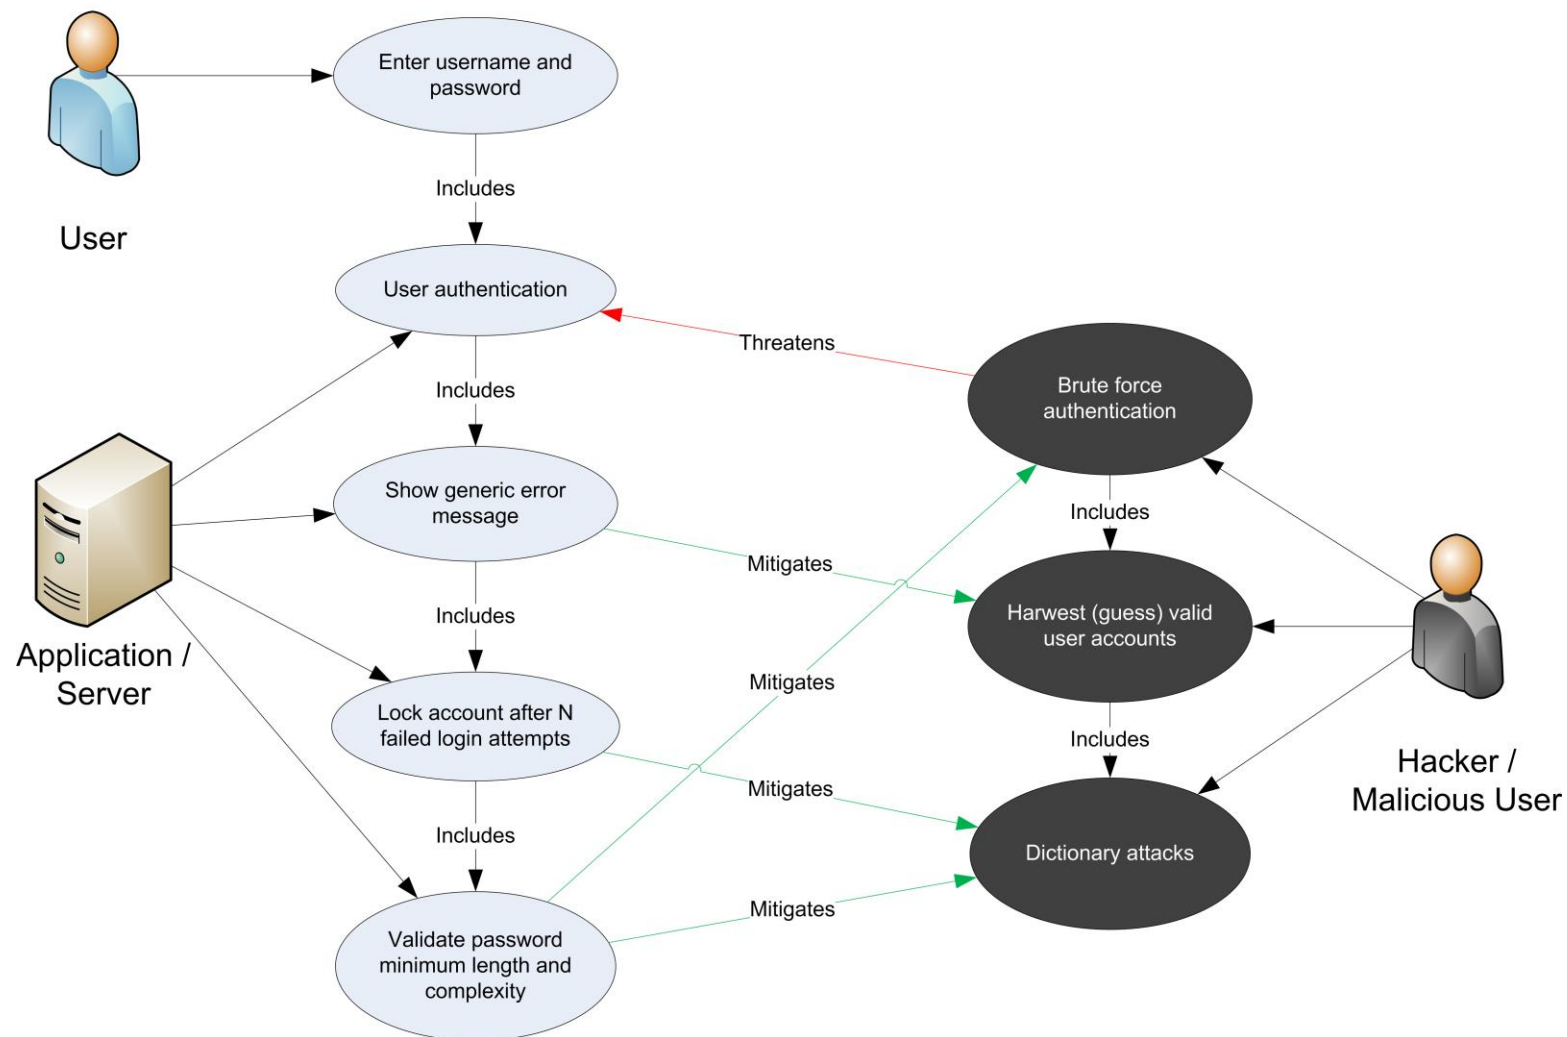 Enter username and
password
Includes
User
User authentication
Threatens
Includes
Brute force
authentication
Show generic error
message
Includes
Mitigates
Harwest (guess) valid
user accounts
Includes
Application /
Server
Mitigates
Lock account after N
failed login attempts
Includes
Mitigates
Hacker /
Malicious User
Includes
Dictionary attacks
Mitigates
Validate password
minimum length and
complexity